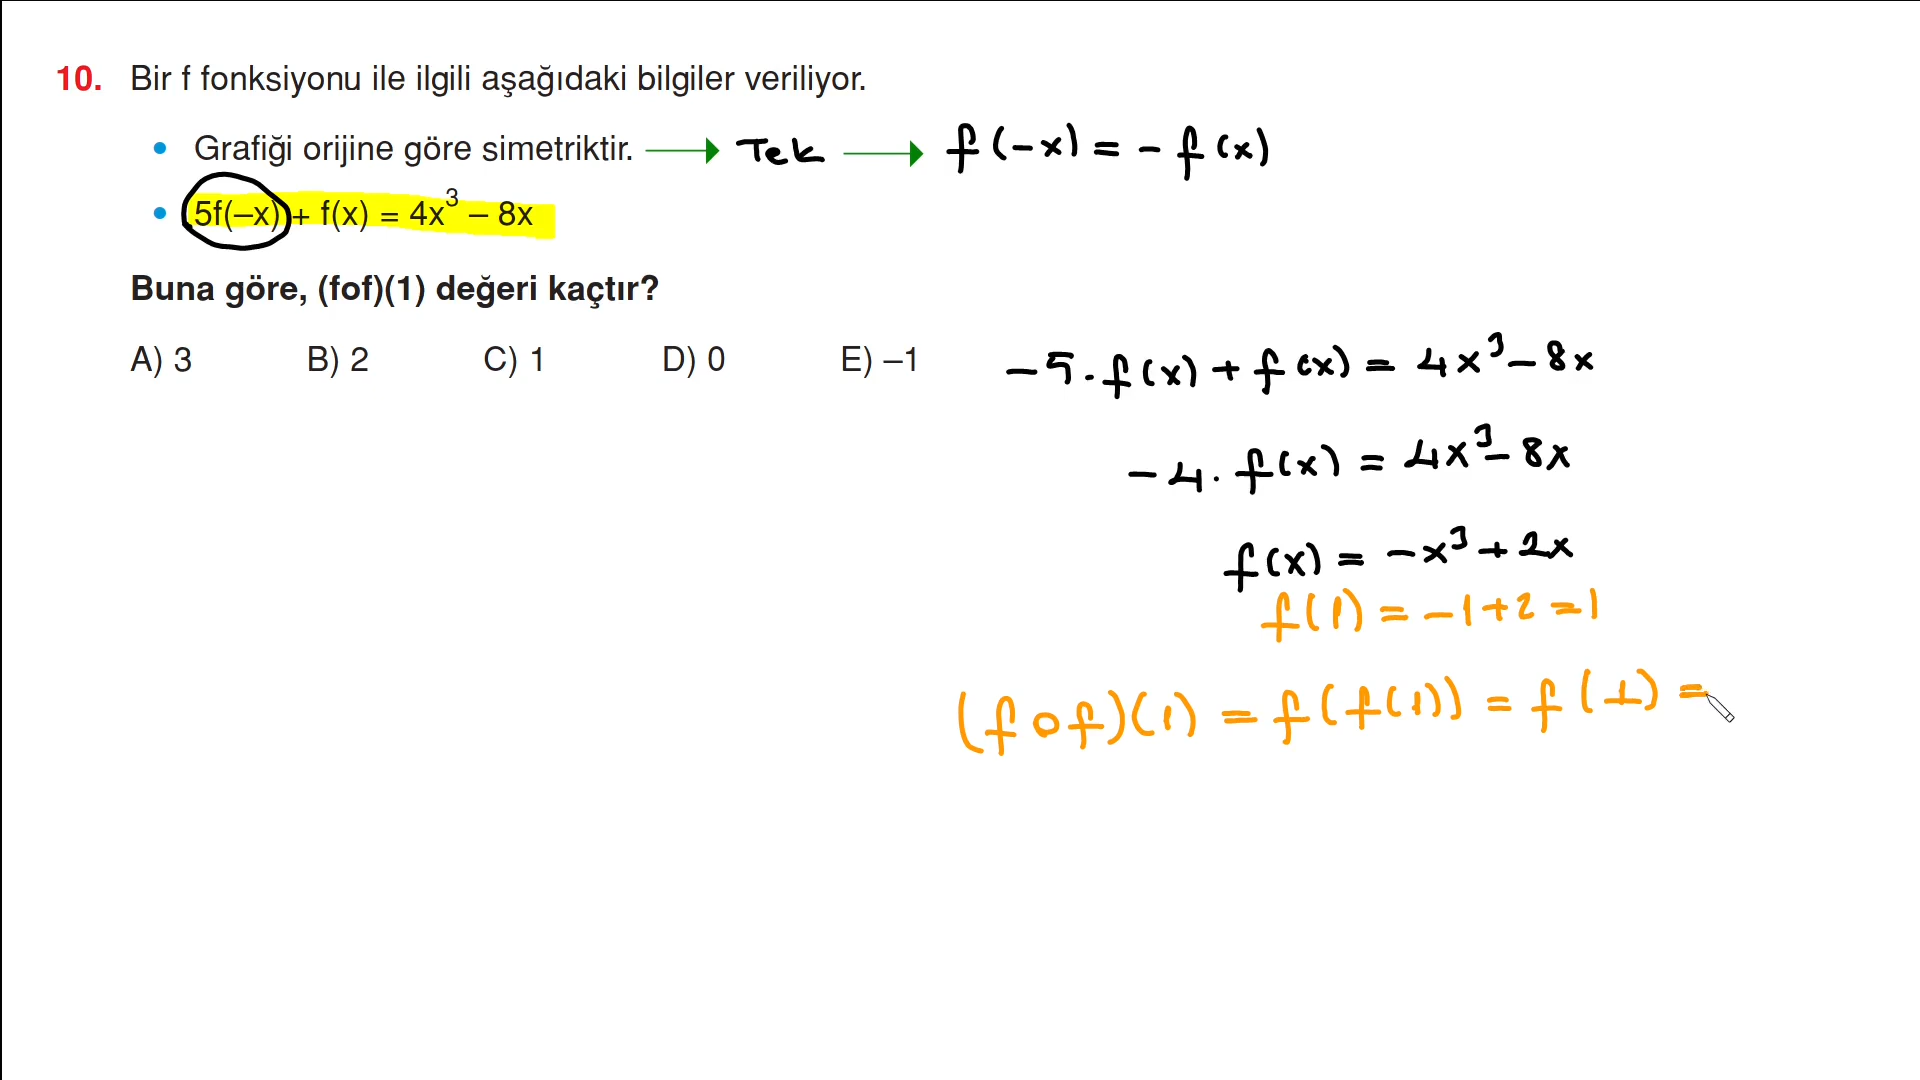 10. Bir f fonksiyonu ile ilgili aşağıdaki bilgiler veriliyor.
• Grafiği orijine göre simetriktir. → Tek → f(-x) = -f(x)
• 5f(–x) + f(x) = 4x³ – 8x
Buna göre, (fof)(1) değeri kaçtır?
A) 3 B) 2 C) 1 D) 0 E) –1
-5.f(x) + f(x) = 4x³ - 8x
-4.f(x) = 4x³ - 8x
f(x) = -x³ + 2x
f(1) = -1+2 = 1
(fof)(1) = f(f(1)) = f(1) =